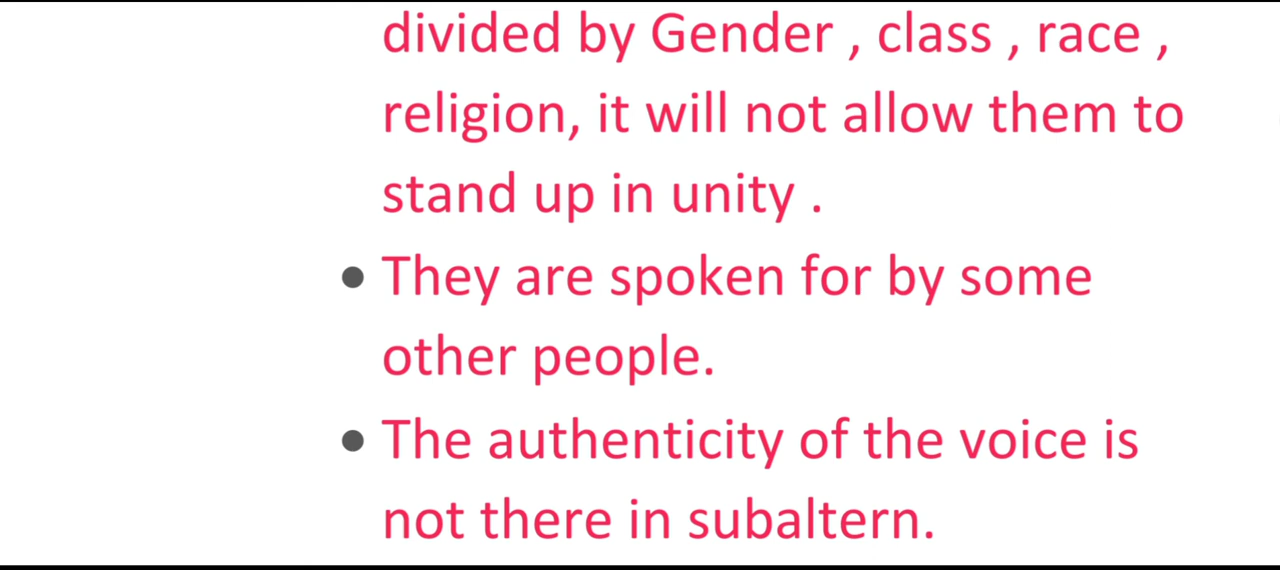 divided by Gender , class , race ,
religion, it will not allow them to
stand up in unity .
• They are spoken for by some
other people.
• The authenticity of the voice is
not there in subaltern.